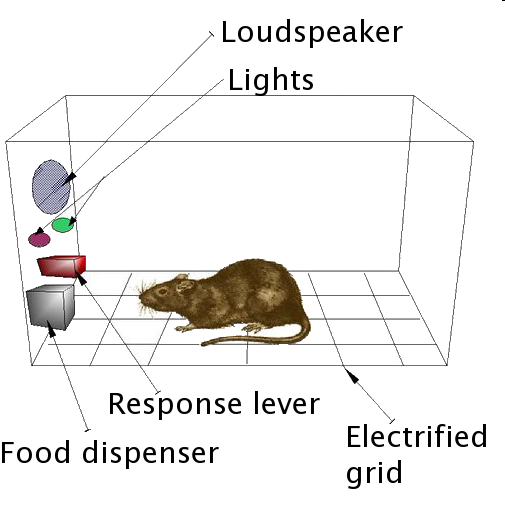 Loudspeaker
Lights
Response lever
Food dispenser
Electrified
grid